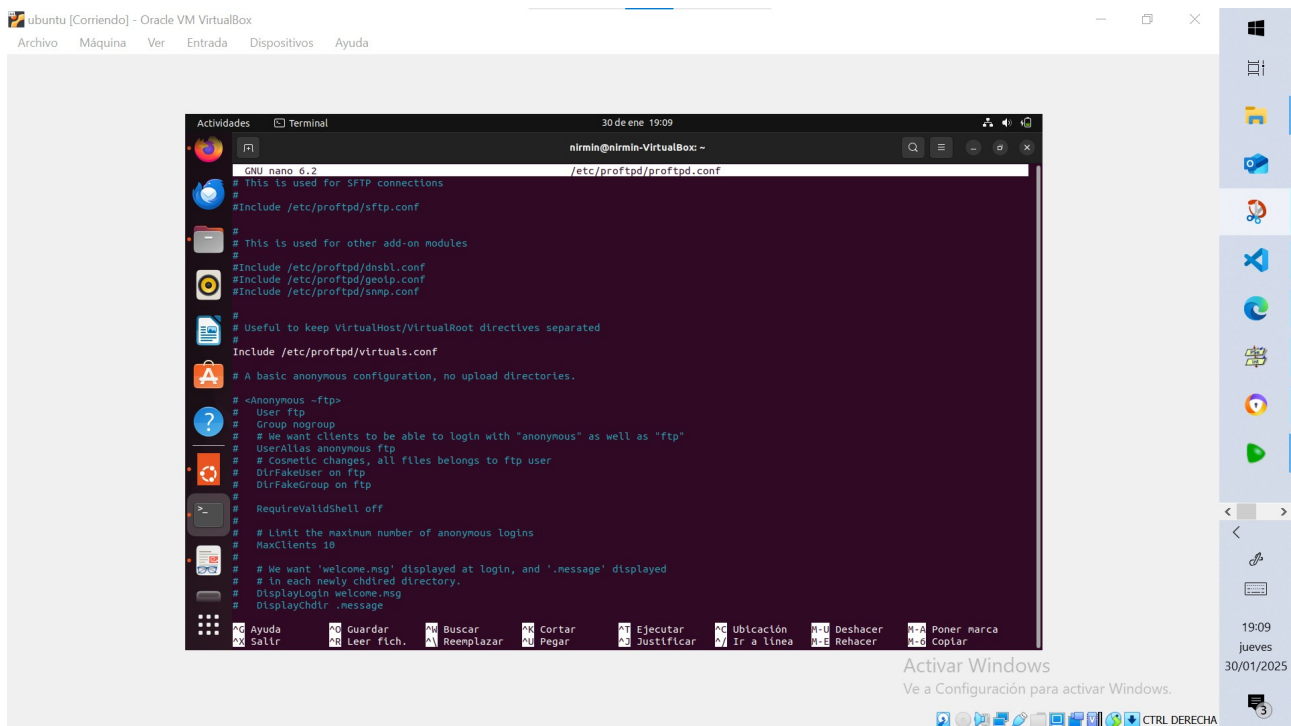 ubuntu [Corriendo] - Oracle VM VirtualBox
Archivo Máquina Ver Entrada Dispositivos Ayuda
Actividades Terminal 30 de ene 19:09
nirmin@nirmin-VirtualBox: ~
GNU nano 6.2 /etc/proftpd/proftpd.conf
# This is used for SFTP connections
#
#Include /etc/proftpd/sftp.conf
#
# This is used for other add-on modules
#
#Include /etc/proftpd/dnsbl.conf
#Include /etc/proftpd/geoip.conf
#Include /etc/proftpd/snmp.conf
#
# Useful to keep VirtualHost/VirtualRoot directives separated
#
Include /etc/proftpd/virtuals.conf
# A basic anonymous configuration, no upload directories.
# <Anonymous ~ftp>
#   User ftp
#   Group nogroup
#   # We want clients to be able to login with "anonymous" as well as "ftp"
#   UserAlias anonymous ftp
#   # Cosmetic changes, all files belongs to ftp user
#   DirFakeUser on ftp
#   DirFakeGroup on ftp
#
#   RequireValidShell off
#
#   # Limit the maximum number of anonymous logins
#   MaxClients 10
#
#   # We want 'welcome.msg' displayed at login, and '.message' displayed
#   # in each newly chdired directory.
#   DisplayLogin welcome.msg
#   DisplayChdir .message
^G Ayuda ^O Guardar ^W Buscar ^K Cortar ^T Ejecutar ^C Ubicación M-U Deshacer M-A Poner marca
^X Salir ^R Leer fich. ^\ Reemplazar ^U Pegar ^J Justificar ^/ Ir a línea M-E Rehacer M-6 Copiar
19:09
jueves
30/01/2025
Activar Windows
Ve a Configuración para activar Windows.
3
CTRL DERECHA